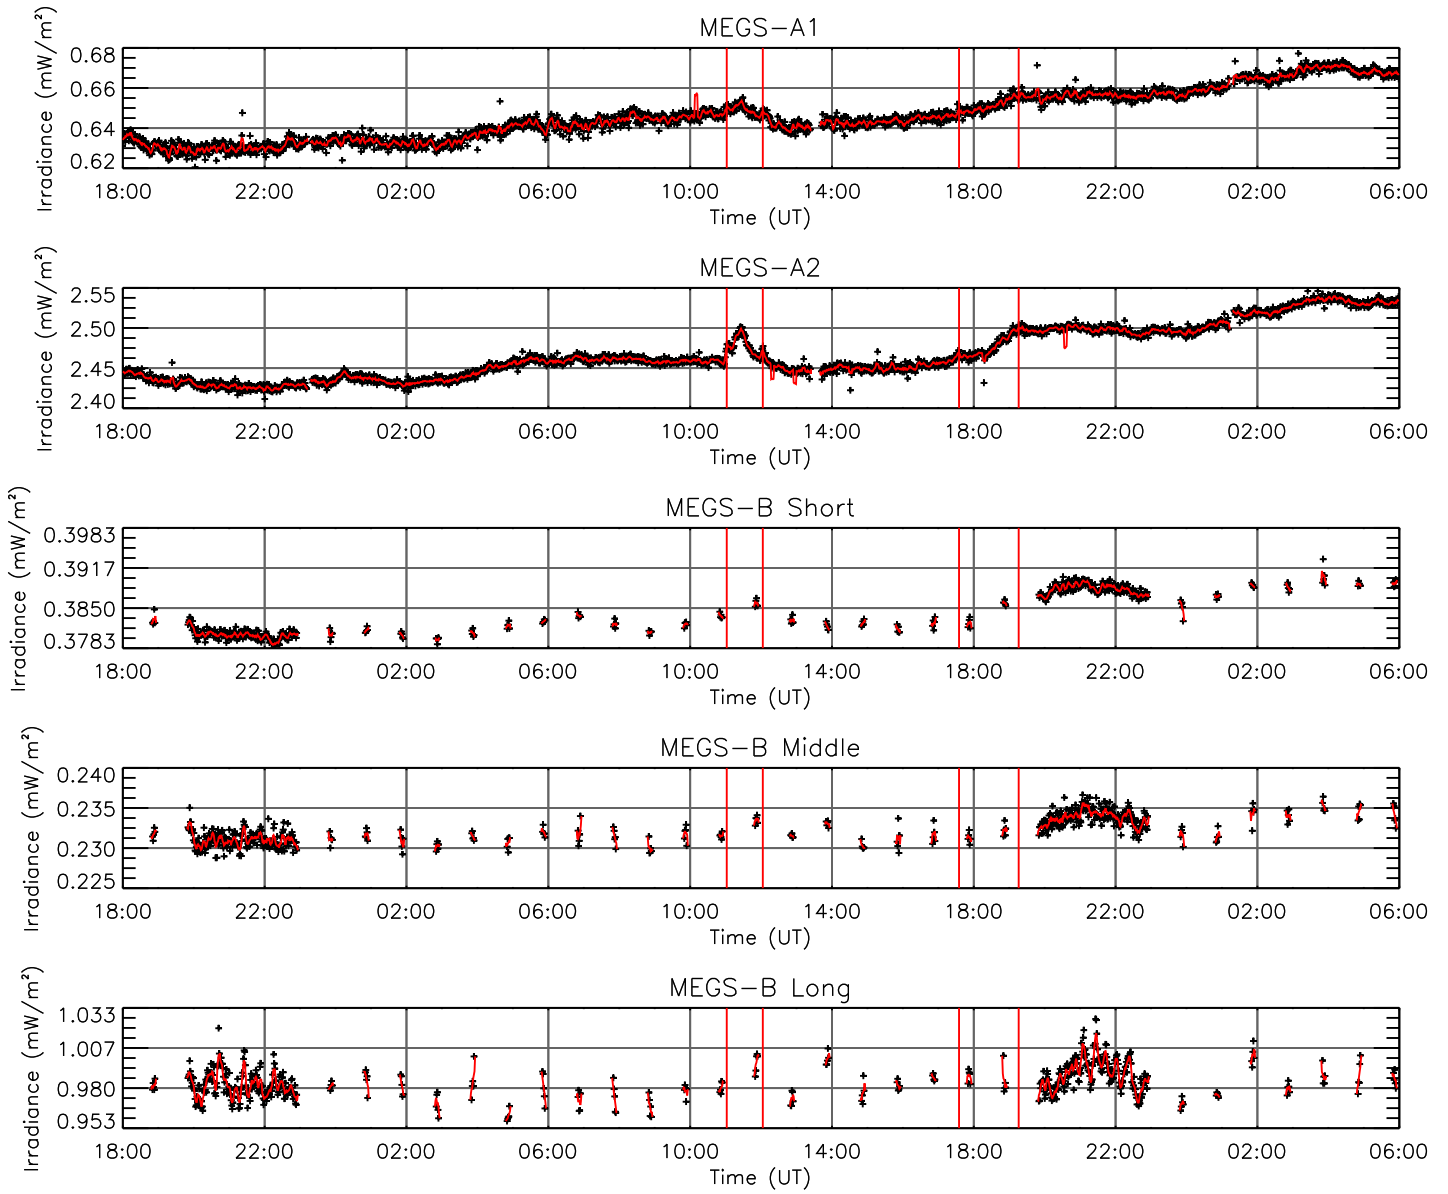 MEGS-A1
Irradiance (mW/m²)
0.68
0.66
0.64
0.62
18:00 22:00 02:00 06:00 10:00 14:00 18:00 22:00 02:00 06:00
Time (UT)
MEGS-A2
Irradiance (mW/m²)
2.55
2.50
2.45
2.40
18:00 22:00 02:00 06:00 10:00 14:00 18:00 22:00 02:00 06:00
Time (UT)
MEGS-B Short
Irradiance (mW/m²)
0.3983
0.3917
0.3850
0.3783
18:00 22:00 02:00 06:00 10:00 14:00 18:00 22:00 02:00 06:00
Time (UT)
MEGS-B Middle
Irradiance (mW/m²)
0.240
0.235
0.230
0.225
18:00 22:00 02:00 06:00 10:00 14:00 18:00 22:00 02:00 06:00
Time (UT)
MEGS-B Long
Irradiance (mW/m²)
1.033
1.007
0.980
0.953
18:00 22:00 02:00 06:00 10:00 14:00 18:00 22:00 02:00 06:00
Time (UT)